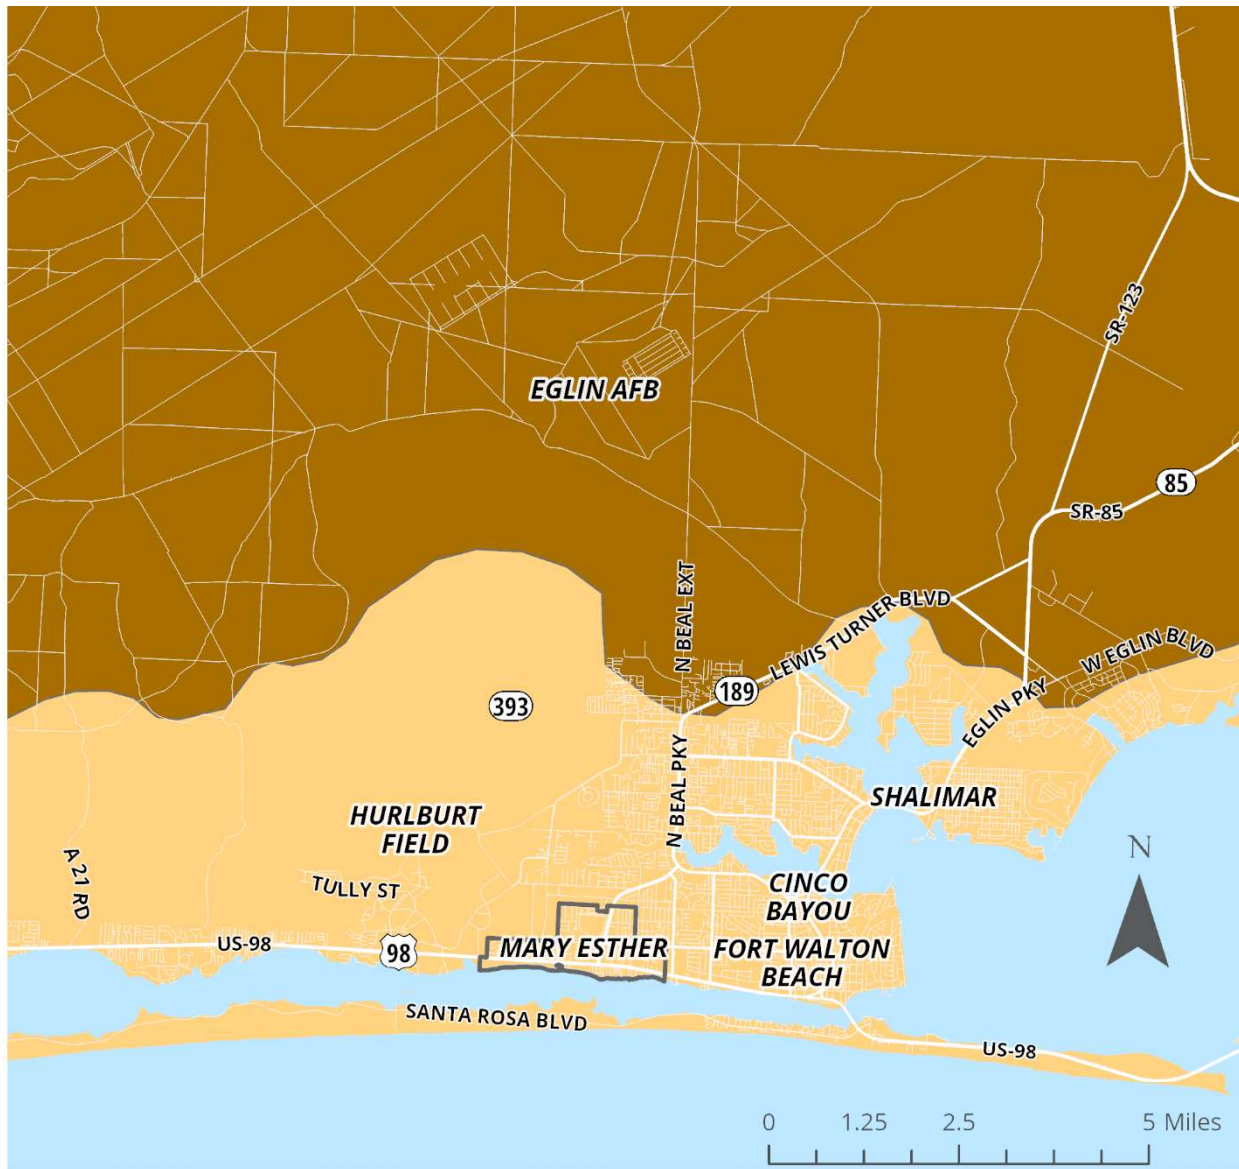 SR-123
EGLIN AFB
85
SR-85
N BEAL EXT
LEWIS TURNER BLVD
W EGLIN BLVD
189
393
EGLIN PKY
N BEAL PKY
SHALIMAR
HURLBURT
FIELD
A 21 RD
TULLY ST
CINCO
BAYOU
N
US-98
98
MARY ESTHER
FORT WALTON
BEACH
SANTA ROSA BLVD
US-98
0 1.25 2.5 5 Miles